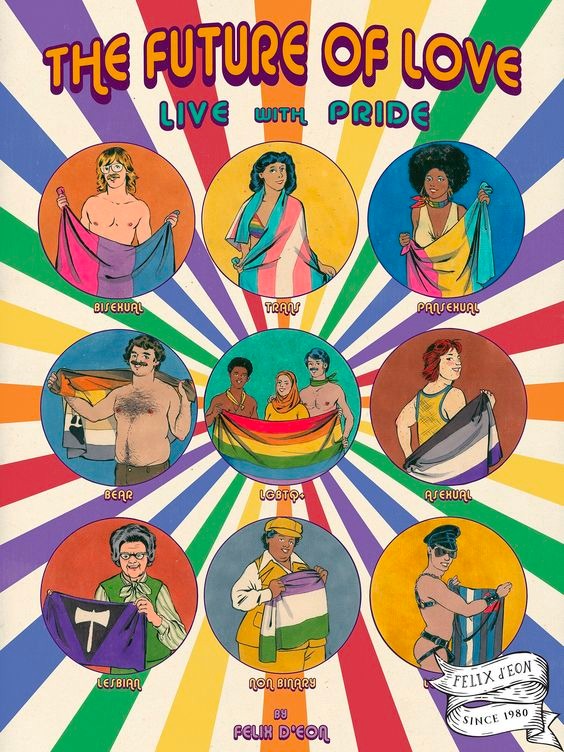 THE FUTURE OF LOVE
LIVE WITH PRIDE
BISEXUAL
TRANS
PANSEXUAL
BEAR
LGBTQ+
ASEXUAL
LESBIAN
NON BINARY
BY
FELIX D'EON
FELIX d'EON
SINCE 1980